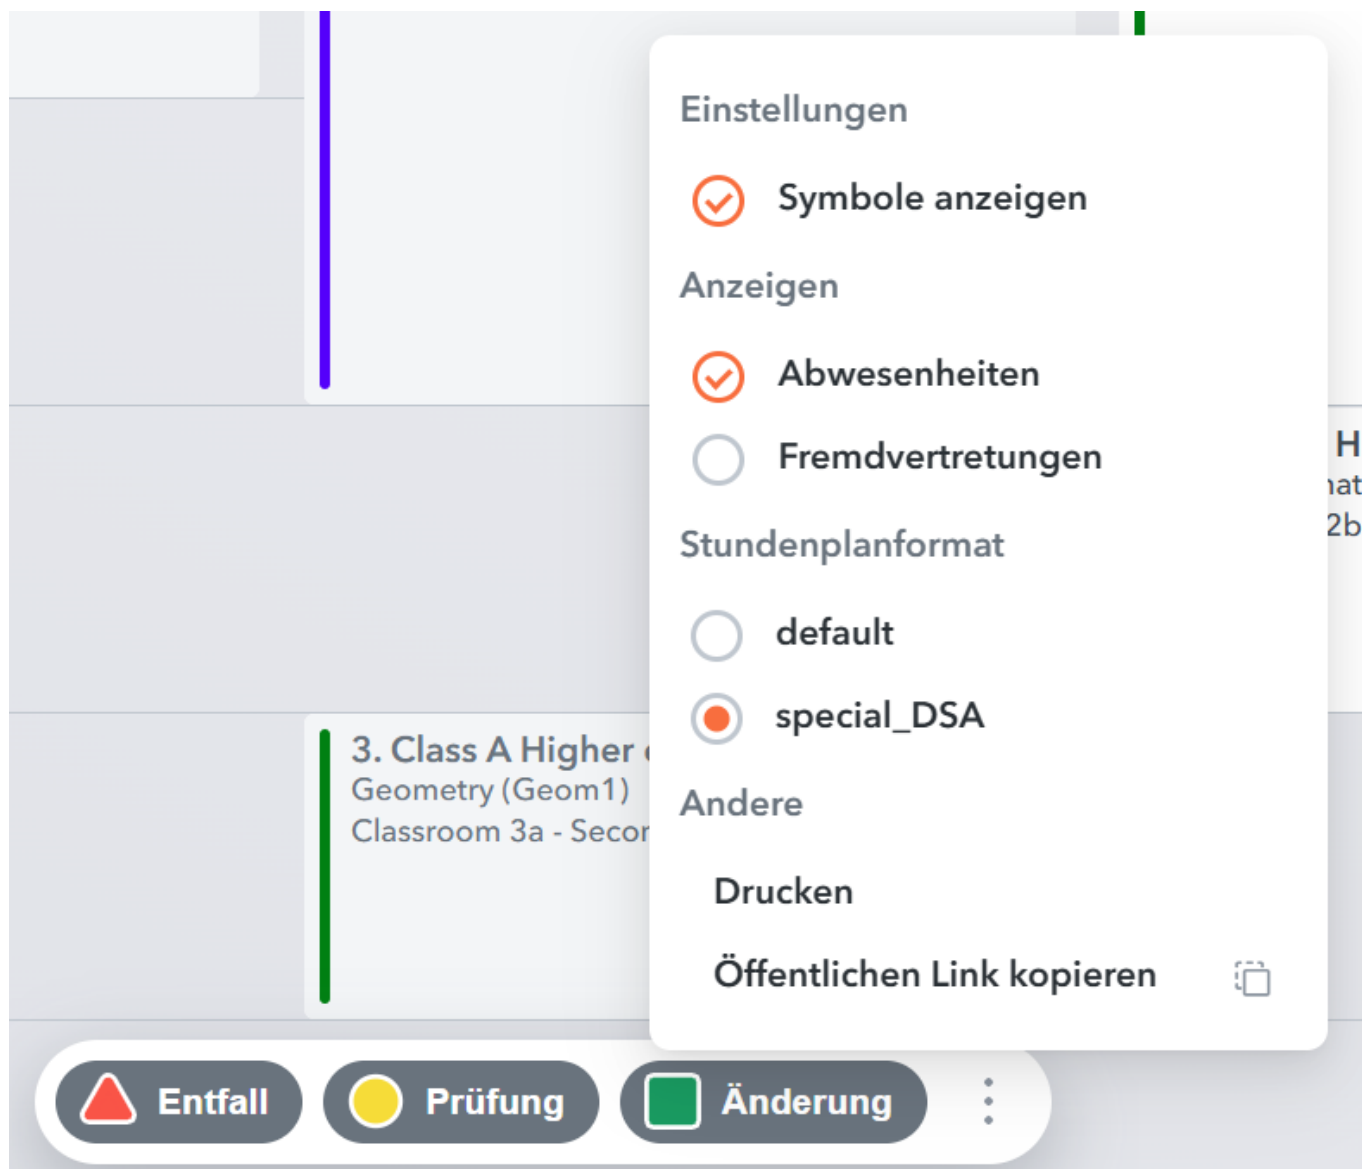 Einstellungen
Symbole anzeigen
Anzeigen
Abwesenheiten
Fremdvertretungen
Stundenplanformat
default
special_DSA
Andere
Drucken
Öffentlichen Link kopieren
H
2b
3. Class A Higher
Geometry (Geom1)
Classroom 3a -
Entfall
Prüfung
Änderung